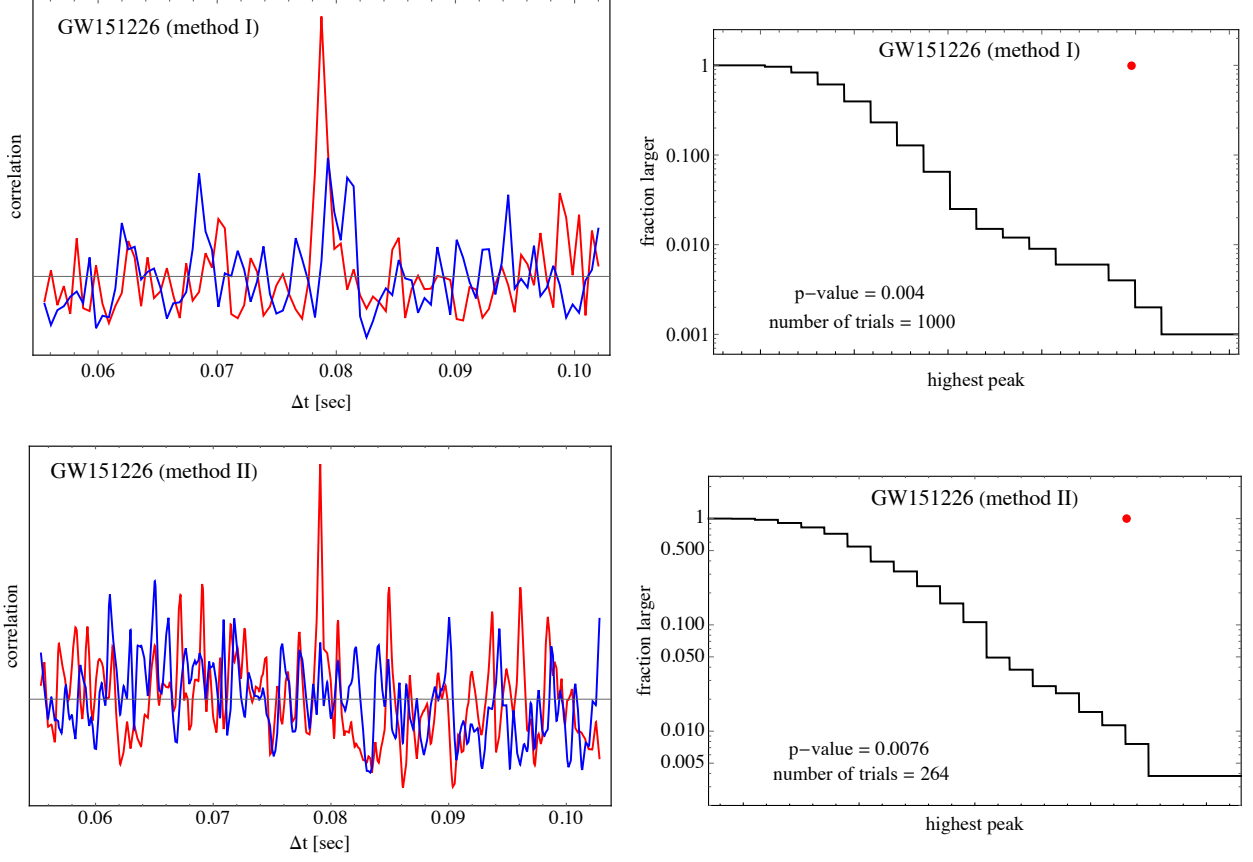 GW151226 (method I)
correlation
0.06
0.07
0.08
0.09
0.10
Δt [sec]
GW151226 (method I)
fraction larger
1
0.100
0.010
0.001
p−value = 0.004
number of trials = 1000
highest peak
GW151226 (method II)
correlation
0.06
0.07
0.08
0.09
0.10
Δt [sec]
GW151226 (method II)
fraction larger
1
0.500
0.100
0.050
0.010
0.005
p−value = 0.0076
number of trials = 264
highest peak